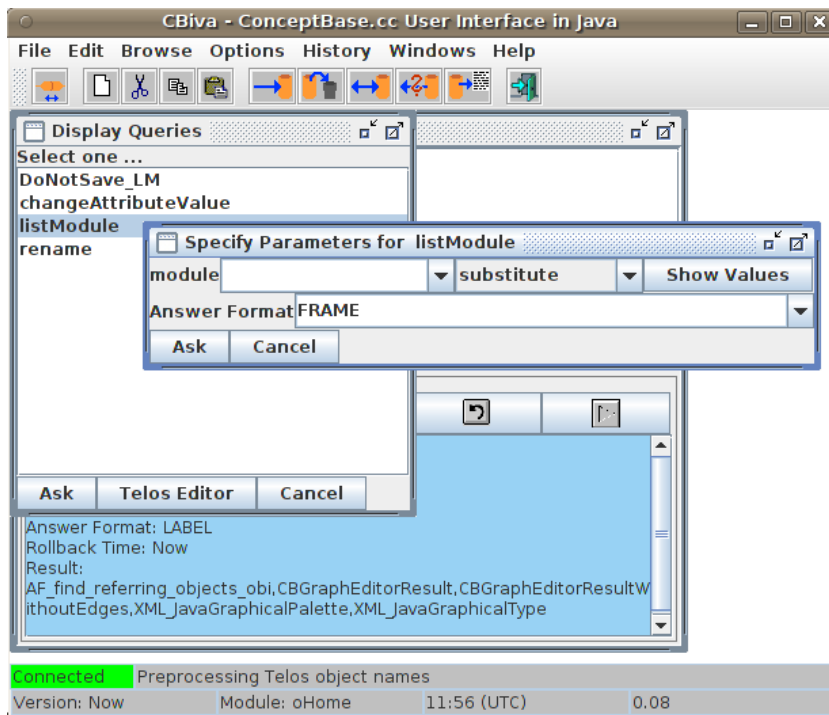 CBiva - ConceptBase.cc User Interface in Java
File Edit Browse Options History Windows Help
Display Queries
Select one ...
DoNotSave_LM
changeAttributeValue
listModule
rename
Specify Parameters for listModule
module substitute Show Values
Answer Format FRAME
Ask Cancel
Ask Telos Editor Cancel
Answer Format: LABEL
Rollback Time: Now
Result:
AF_find_referring_objects_obi,CBGraphEditorResult,CBGraphEditorResultW
ithoutEdges,XML_JavaGraphicalPalette,XML_JavaGraphicalType
Connected Preprocessing Telos object names
Version: Now Module: oHome 11:56 (UTC) 0.08